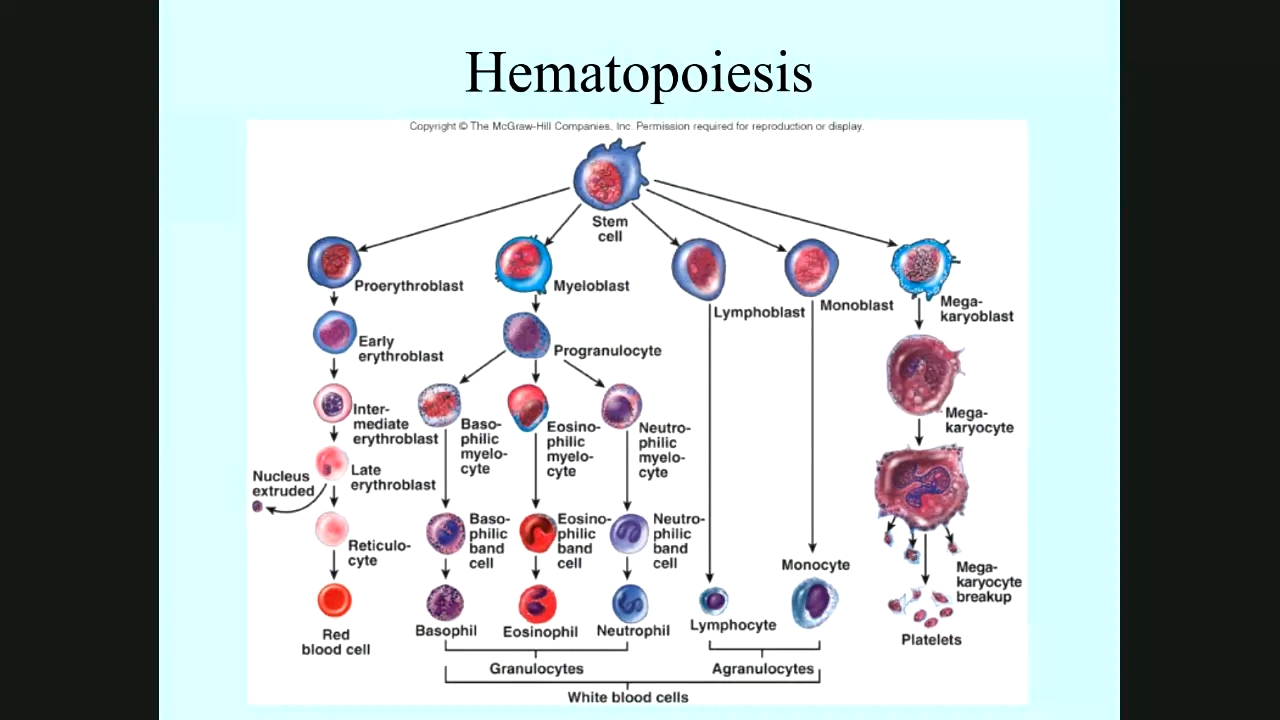 Hematopoiesis
Copyright © The McGraw-Hill Companies, Inc. Permission required for reproduction or display.
Stem
cell
Proerythroblast
Myeloblast
Lymphoblast
Monoblast
Mega-
karyoblast
Early
erythroblast
Progranulocyte
Inter-
mediate
erythroblast
Baso-
philic
myelo-
cyte
Eosino-
philic
myelo-
cyte
Neutro-
philic
myelo-
cyte
Mega-
karyocyte
Nucleus
extruded
Late
erythroblast
Reticulo-
cyte
Baso-
philic
band
cell
Eosino-
philic
band
cell
Neutro-
philic
band
cell
Monocyte
Mega-
karyocyte
breakup
Red
blood cell
Basophil
Eosinophil
Neutrophil
Lymphocyte
Platelets
Granulocytes
Agranulocytes
White blood cells